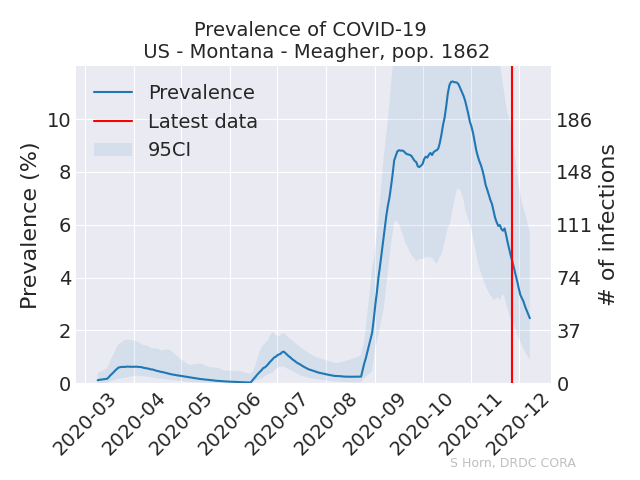 Prevalence of COVID-19
US - Montana - Meagher, pop. 1862
Prevalence
Latest data
95CI
Prevalence (%)
10
8
6
4
2
0
186
148
111
74
37
0
# of infections
2020-03
2020-04
2020-05
2020-06
2020-07
2020-08
2020-09
2020-10
2020-11
2020-12
S Horn, DRDC CORA